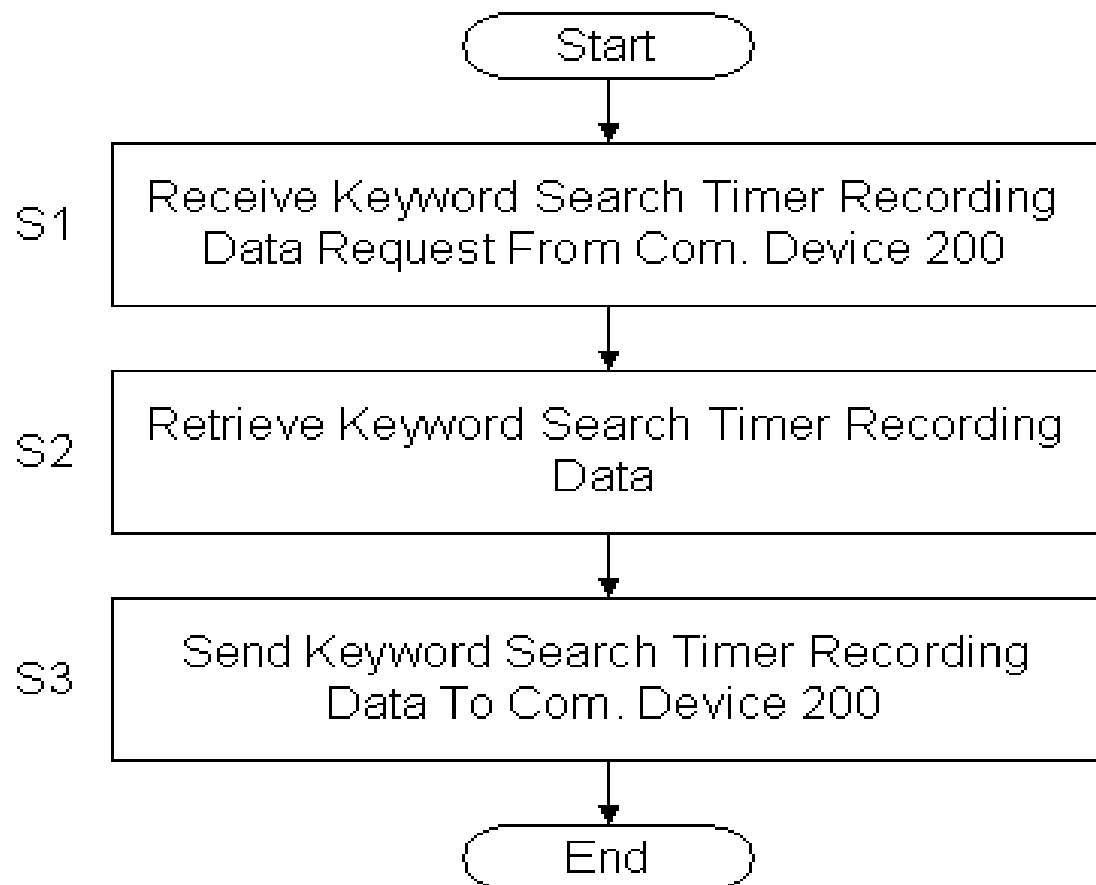 Start
S1
Receive Keyword Search Timer Recording
Data Request From Com. Device 200
S2
Retrieve Keyword Search Timer Recording
Data
S3
Send Keyword Search Timer Recording
Data To Com. Device 200
End